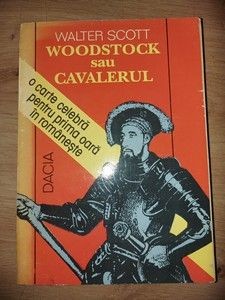 WALTER SCOTT
WOODSTOCK
sau
CAVALERUL
o carte celebră
pentru prima oară
în românește
DACIA